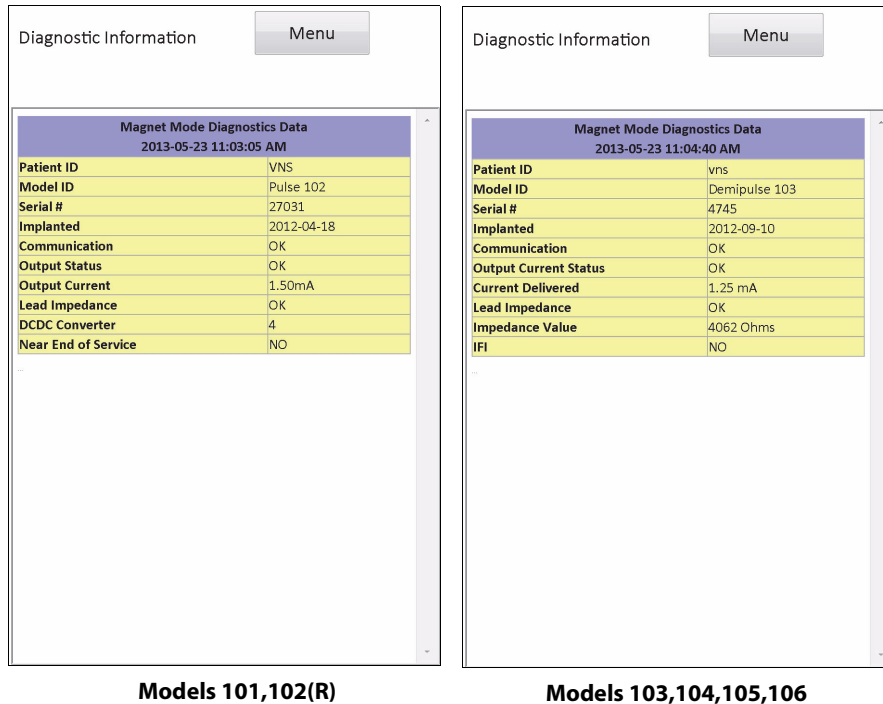 Diagnostic Information
Menu
Magnet Mode Diagnostics Data
2013-05-23 11:03:05 AM
Patient ID VNS
Model ID Pulse 102
Serial # 27031
Implanted 2012-04-18
Communication OK
Output Status OK
Output Current 1.50mA
Lead Impedance OK
DCDC Converter 4
Near End of Service NO
...
Models 101,102(R)
Diagnostic Information
Menu
Magnet Mode Diagnostics Data
2013-05-23 11:04:40 AM
Patient ID vns
Model ID Demipulse 103
Serial # 4745
Implanted 2012-09-10
Communication OK
Output Current Status OK
Current Delivered 1.25 mA
Lead Impedance OK
Impedance Value 4062 Ohms
IFI NO
...
Models 103,104,105,106